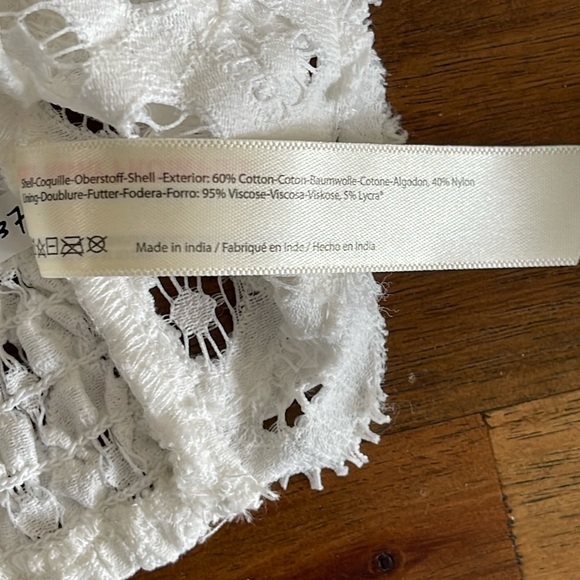 Shell-Coquille-Oberstoff-Shell -Exterior: 60% Cotton-Coton-Baumwolle-Cotone-Algodon, 40% Nylon
Lining-Doublure-Futter-Fodera-Forro: 95% Viscose-Viscosa-Viskose, 5% Lycra®
37
Made in india / Fabriqué en Inde / Hecho en India